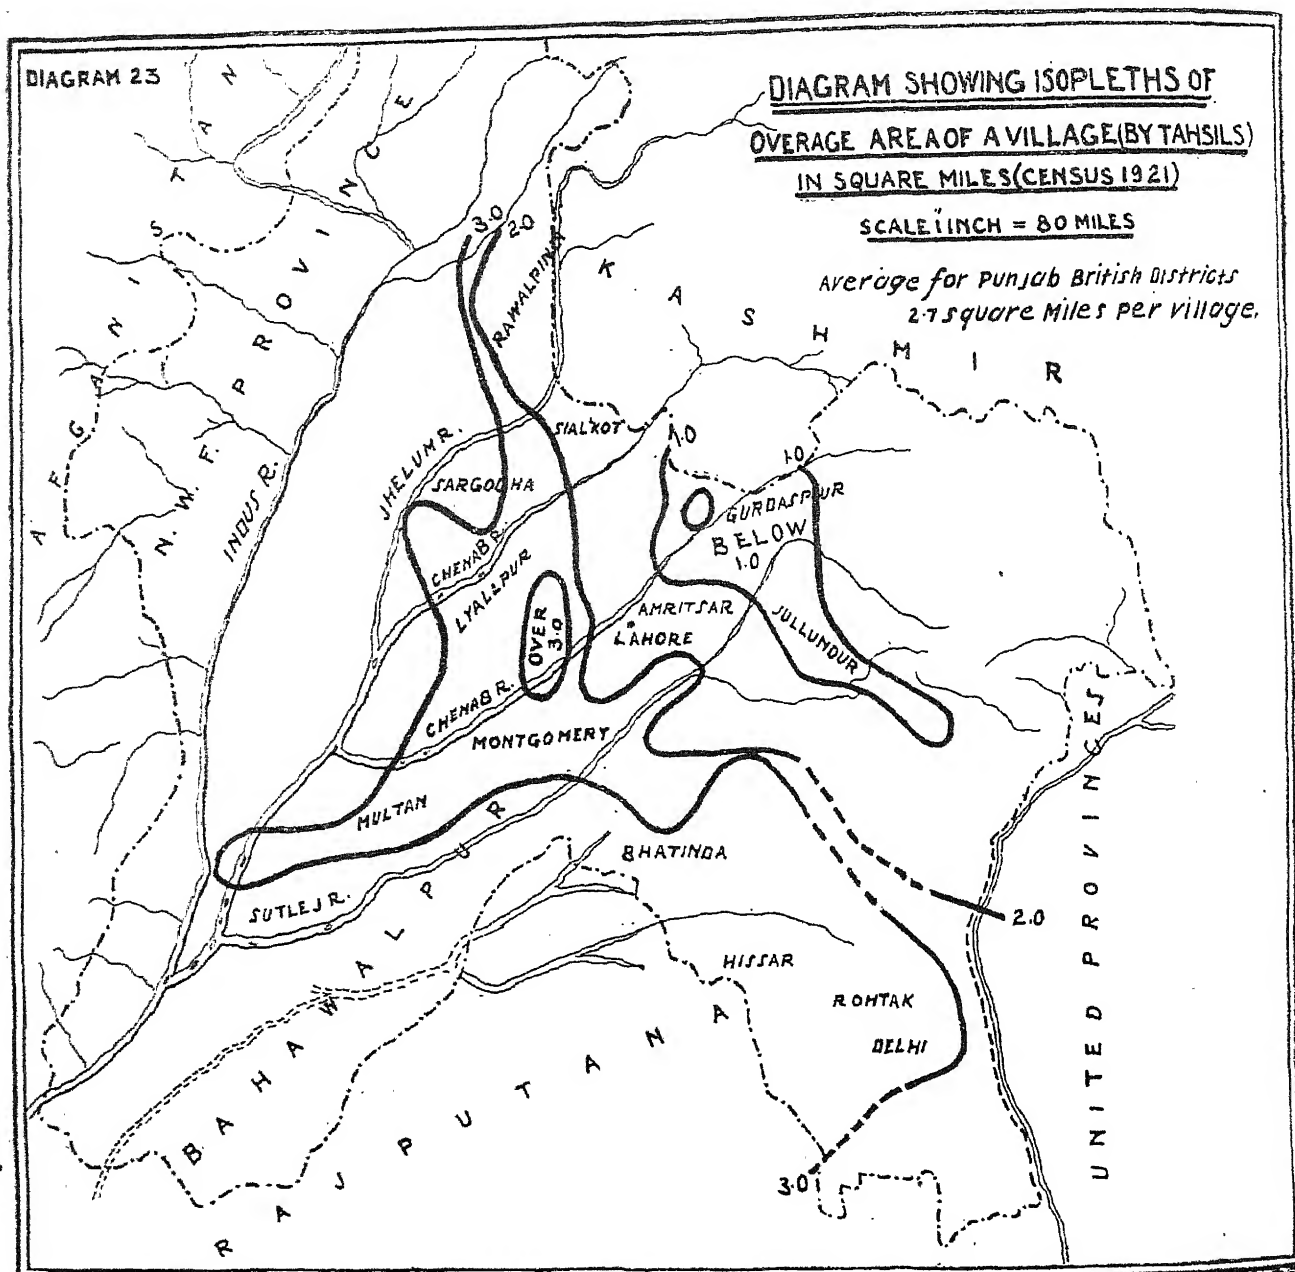 DIAGRAM 23
DIAGRAM SHOWING ISOPLETHS OF
OVERAGE AREA OF A VILLAGE (BY TAHSILS)
IN SQUARE MILES (CENSUS 1921)
SCALE 1 INCH = 80 MILES
Average for Punjab British Districts
2.7 Square Miles per village.
AFGANISTAN
N. W. F. PROVINCE
KASHMIR
3.0
2.0
RAWALPINDI
INDUS R.
JHELUM R.
SIALKOT
1.0
1.0
SARGODHA
GURDASPUR
BELOW
1.0
CHENAB R.
LYALLPUR
OVER
3.0
AMRITSAR
LAHORE
JULLUNDUR
CHENAB R.
MONTGOMERY
MULTAN
BHATINDA
SUTLEJ R.
BAHAWALPUR
HISSAR
ROHTAK
DELHI
2.0
3.0
RAJPUTANA
UNITED PROVINCES